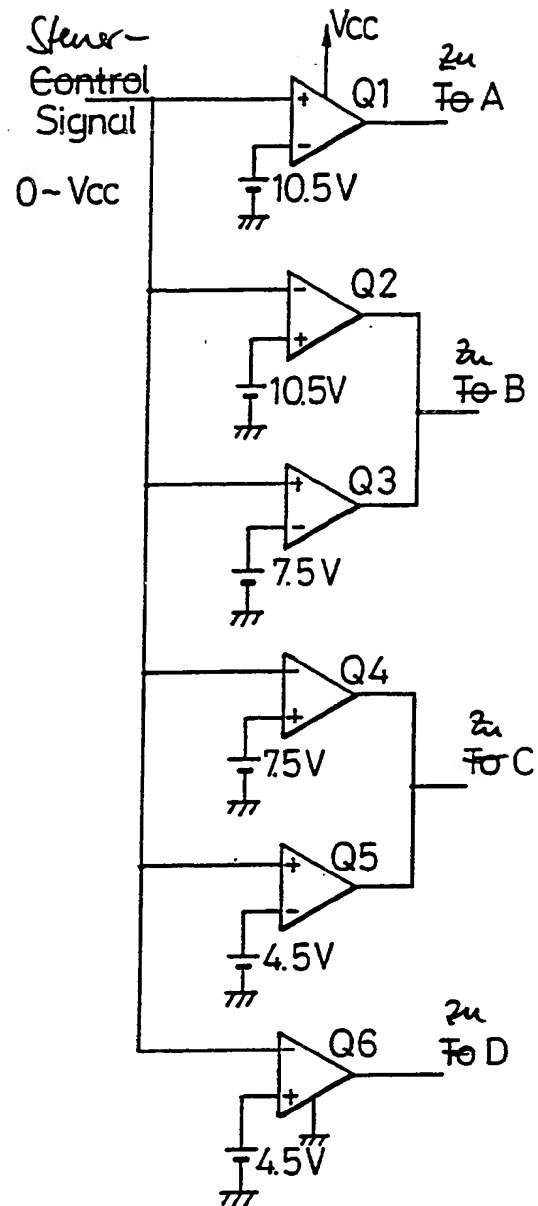 Steuer-
Control
Signal
0~Vcc
Vcc
Q1
zu
To A
+
-
10.5V
Q2
-
+
10.5V
zu
To B
Q3
+
-
7.5V
Q4
-
+
7.5V
zu
To C
Q5
+
-
4.5V
Q6
-
+
4.5V
zu
To D